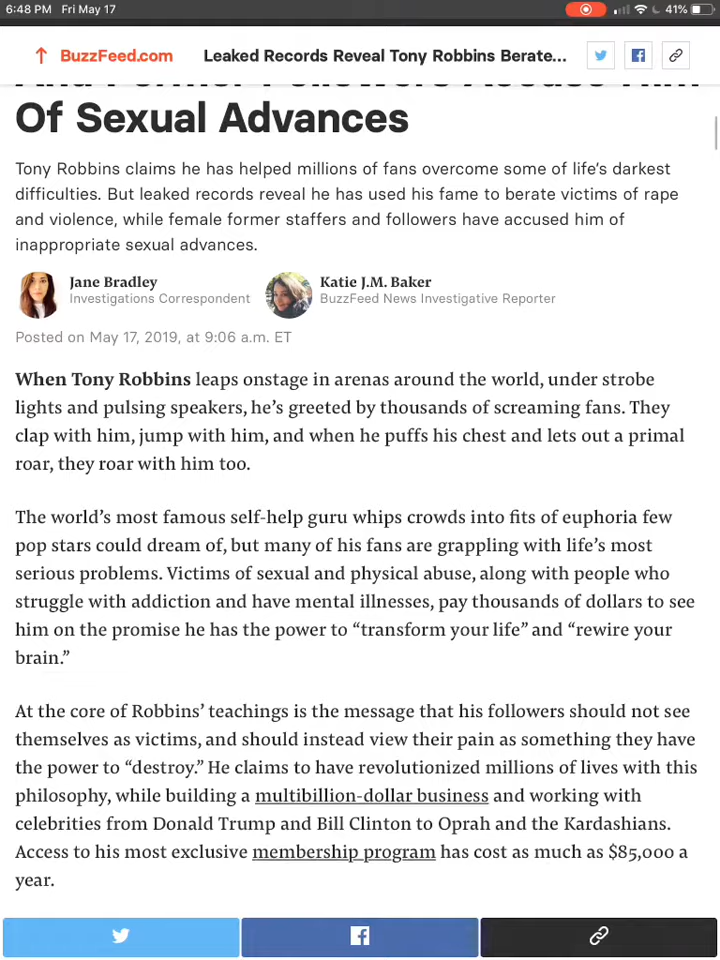 6:48 PM Fri May 17
41%
BuzzFeed.com Leaked Records Reveal Tony Robbins Berate...
Of Sexual Advances
Tony Robbins claims he has helped millions of fans overcome some of life's darkest
difficulties. But leaked records reveal he has used his fame to berate victims of rape
and violence, while female former staffers and followers have accused him of
inappropriate sexual advances.
Jane Bradley
Investigations Correspondent
Katie J.M. Baker
BuzzFeed News Investigative Reporter
Posted on May 17, 2019, at 9:06 a.m. ET
When Tony Robbins leaps onstage in arenas around the world, under strobe
lights and pulsing speakers, he's greeted by thousands of screaming fans. They
clap with him, jump with him, and when he puffs his chest and lets out a primal
roar, they roar with him too.
The world's most famous self-help guru whips crowds into fits of euphoria few
pop stars could dream of, but many of his fans are grappling with life's most
serious problems. Victims of sexual and physical abuse, along with people who
struggle with addiction and have mental illnesses, pay thousands of dollars to see
him on the promise he has the power to “transform your life” and “rewire your
brain.”
At the core of Robbins’ teachings is the message that his followers should not see
themselves as victims, and should instead view their pain as something they have
the power to “destroy.” He claims to have revolutionized millions of lives with this
philosophy, while building a multibillion-dollar business and working with
celebrities from Donald Trump and Bill Clinton to Oprah and the Kardashians.
Access to his most exclusive membership program has cost as much as $85,000 a
year.